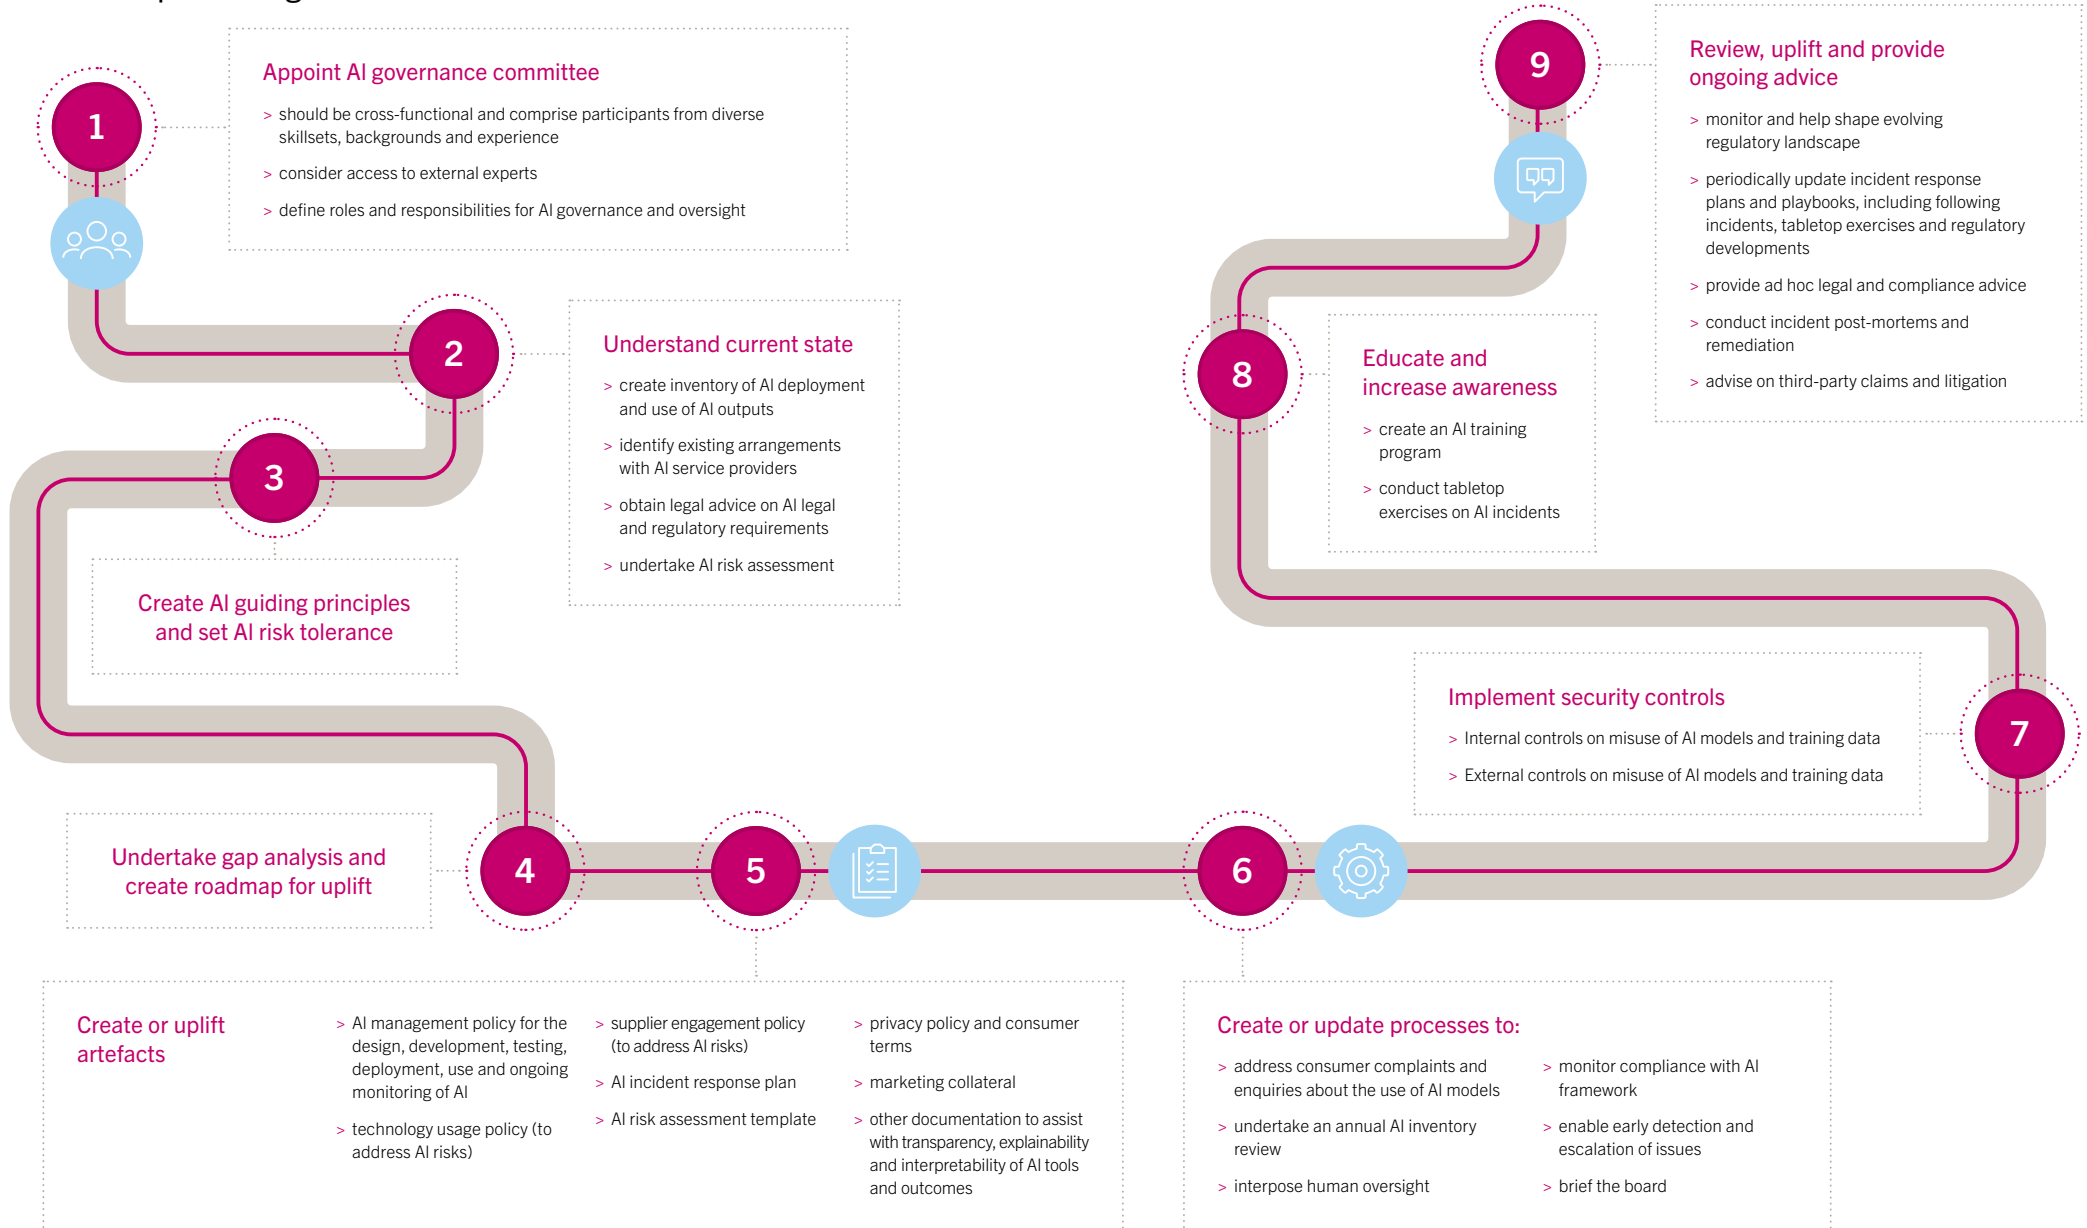 1
Appoint AI governance committee
> should be cross-functional and comprise participants from diverse
skillsets, backgrounds and experience
> consider access to external experts
> define roles and responsibilities for AI governance and oversight
2
Understand current state
> create inventory of AI deployment
and use of AI outputs
> identify existing arrangements
with AI service providers
> obtain legal advice on AI legal
and regulatory requirements
> undertake AI risk assessment
3
Create AI guiding principles
and set AI risk tolerance
4
Undertake gap analysis and
create roadmap for uplift
5
Create or uplift
artefacts
> AI management policy for the
design, development, testing,
deployment, use and ongoing
monitoring of AI
> technology usage policy (to
address AI risks)
> supplier engagement policy
(to address AI risks)
> AI incident response plan
> AI risk assessment template
> privacy policy and consumer
terms
> marketing collateral
> other documentation to assist
with transparency, explainability
and interpretability of AI tools
and outcomes
6
Create or update processes to:
> address consumer complaints and
enquiries about the use of AI models
> undertake an annual AI inventory
review
> interpose human oversight
> monitor compliance with AI
framework
> enable early detection and
escalation of issues
> brief the board
7
Implement security controls
> Internal controls on misuse of AI models and training data
> External controls on misuse of AI models and training data
8
Educate and
increase awareness
> create an AI training
program
> conduct tabletop
exercises on AI incidents
9
Review, uplift and provide
ongoing advice
> monitor and help shape evolving
regulatory landscape
> periodically update incident response
plans and playbooks, including following
incidents, tabletop exercises and regulatory
developments
> provide ad hoc legal and compliance advice
> conduct incident post-mortems and
remediation
> advise on third-party claims and litigation